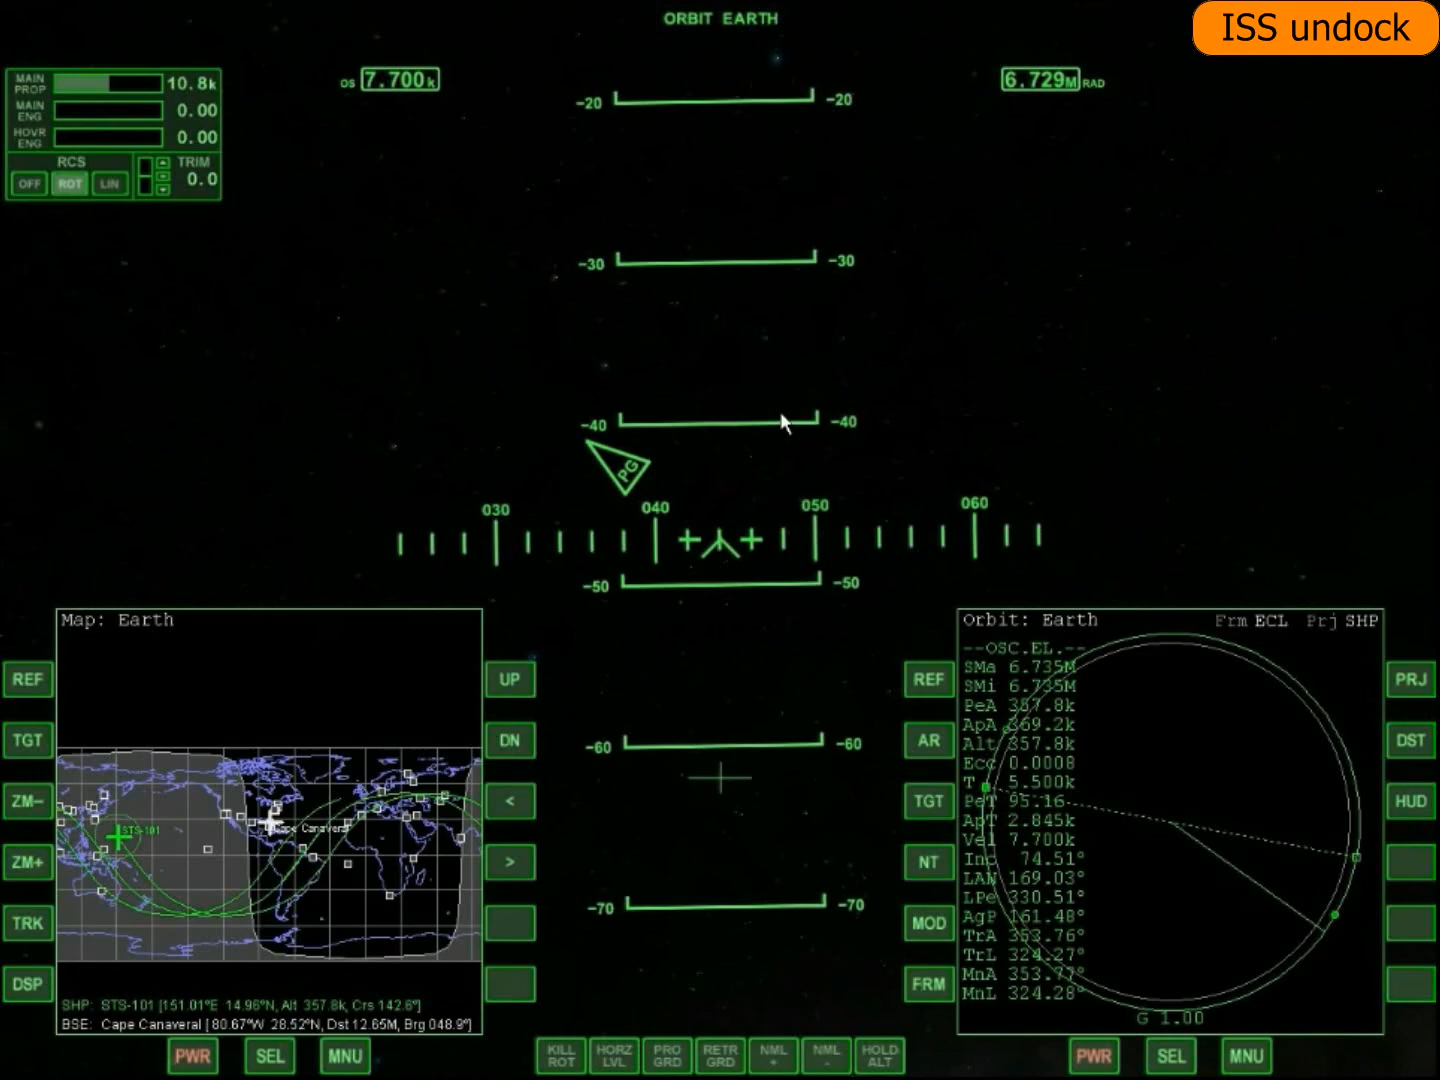 ORBIT EARTH
ISS undock
MAIN PROP 10.8k
MAIN ENG 0.00
HOVR ENG 0.00
RCS TRIM
OFF ROT LIN 0.0
OS 7.700k
6.729M RAD
-20 -20
-30 -30
-40 -40
PG
030 040 050 060
-50 -50
-60 -60
-70 -70
Map: Earth
REF
TGT
ZM-
ZM+
TRK
DSP
UP
DN
<
>
STS-101
Cape Canaveral
SHP: STS-101 [151.01°E 14.96°N, Alt 357.8k, Crs 142.6°]
BSE: Cape Canaveral [80.67°W 28.52°N, Dst 12.65M, Brg 048.9°]
PWR SEL MNU
KILL ROT
HORZ LVL
PRO GRD
RETR GRD
NML +
NML -
HOLD ALT
Orbit: Earth Frm ECL Prj SHP
--OSC.EL.--
SMa 6.735M
SMi 6.735M
PeA 357.8k
ApA 369.2k
Alt 357.8k
Ecc 0.0008
T 5.500k
PeT 95.16
ApT 2.845k
Vel 7.700k
Inc 74.51°
LAN 169.03°
LPe 330.51°
AgP 161.48°
TrA 353.76°
TrL 324.27°
MnA 353.77°
MnL 324.28°
G 1.00
REF
AR
TGT
NT
MOD
FRM
PRJ
DST
HUD
PWR SEL MNU